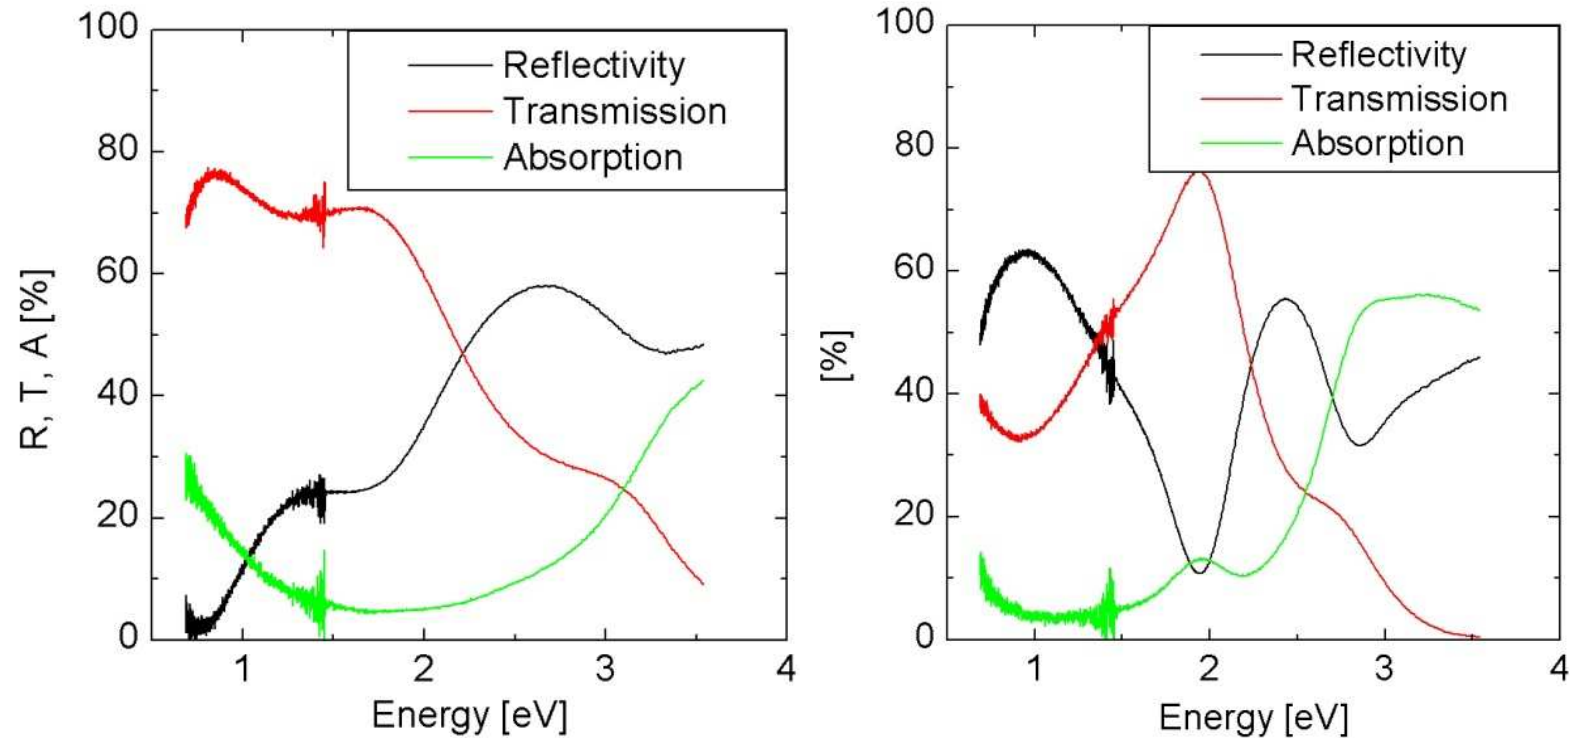 R, T, A [%]
100
80
60
40
20
0
Reflectivity
Transmission
Absorption
1 2 3 4
Energy [eV]
[%]
100
80
60
40
20
0
Reflectivity
Transmission
Absorption
1 2 3 4
Energy [eV]